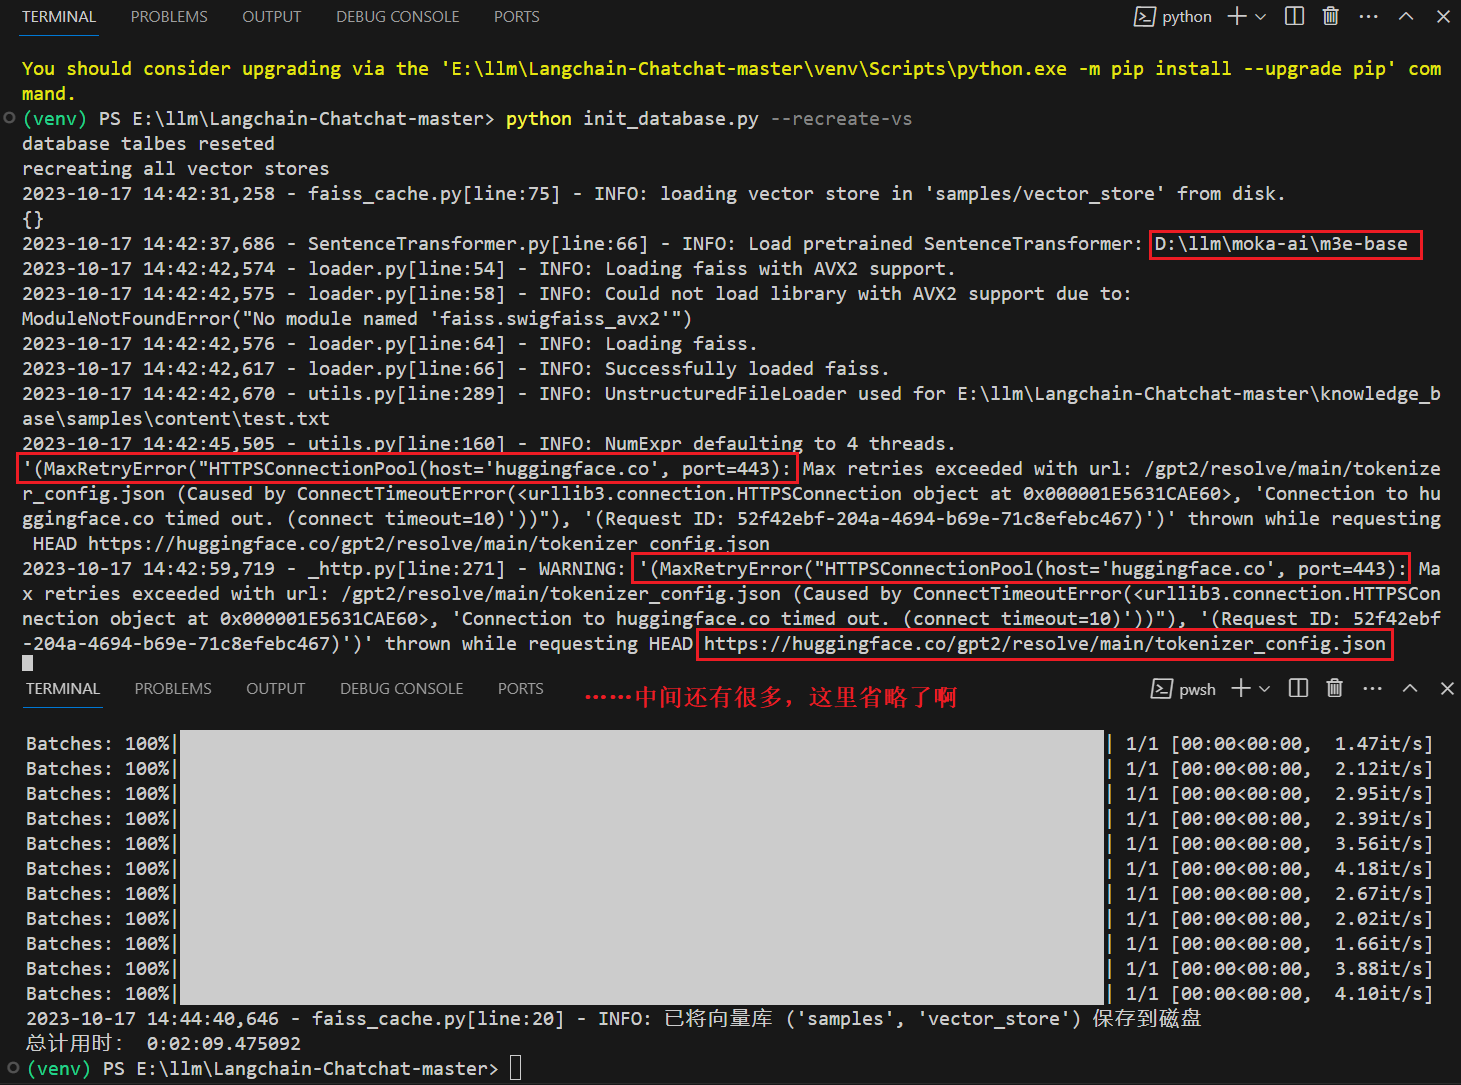 TERMINAL PROBLEMS OUTPUT DEBUG CONSOLE PORTS python
You should consider upgrading via the 'E:\llm\Langchain-Chatchat-master\venv\Scripts\python.exe -m pip install --upgrade pip' com
mand.
(venv) PS E:\llm\Langchain-Chatchat-master> python init_database.py --recreate-vs
database talbes reseted
recreating all vector stores
2023-10-17 14:42:31,258 - faiss_cache.py[line:75] - INFO: loading vector store in 'samples/vector_store' from disk.
{}
2023-10-17 14:42:37,686 - SentenceTransformer.py[line:66] - INFO: Load pretrained SentenceTransformer: D:\llm\moka-ai\m3e-base
2023-10-17 14:42:42,574 - loader.py[line:54] - INFO: Loading faiss with AVX2 support.
2023-10-17 14:42:42,575 - loader.py[line:58] - INFO: Could not load library with AVX2 support due to:
ModuleNotFoundError("No module named 'faiss.swigfaiss_avx2'")
2023-10-17 14:42:42,576 - loader.py[line:64] - INFO: Loading faiss.
2023-10-17 14:42:42,617 - loader.py[line:66] - INFO: Successfully loaded faiss.
2023-10-17 14:42:42,670 - utils.py[line:289] - INFO: UnstructuredFileLoader used for E:\llm\Langchain-Chatchat-master\knowledge_b
ase\samples\content\test.txt
2023-10-17 14:42:45,505 - utils.py[line:160] - INFO: NumExpr defaulting to 4 threads.
'(MaxRetryError("HTTPSConnectionPool(host='huggingface.co', port=443): Max retries exceeded with url: /gpt2/resolve/main/tokenize
r_config.json (Caused by ConnectTimeoutError(<urllib3.connection.HTTPSConnection object at 0x000001E5631CAE60>, 'Connection to hu
ggingface.co timed out. (connect timeout=10)'))"), '(Request ID: 52f42ebf-204a-4694-b69e-71c8efebc467)')' thrown while requesting
 HEAD https://huggingface.co/gpt2/resolve/main/tokenizer_config.json
2023-10-17 14:42:59,719 - _http.py[line:271] - WARNING: '(MaxRetryError("HTTPSConnectionPool(host='huggingface.co', port=443): Ma
x retries exceeded with url: /gpt2/resolve/main/tokenizer_config.json (Caused by ConnectTimeoutError(<urllib3.connection.HTTPSCon
nection object at 0x000001E5631CAE60>, 'Connection to huggingface.co timed out. (connect timeout=10)'))"), '(Request ID: 52f42ebf
-204a-4694-b69e-71c8efebc467)')' thrown while requesting HEAD https://huggingface.co/gpt2/resolve/main/tokenizer_config.json
TERMINAL PROBLEMS OUTPUT DEBUG CONSOLE PORTS ……中间还有很多，这里省略了啊 pwsh
Batches: 100%| | 1/1 [00:00<00:00, 1.47it/s]
Batches: 100%| | 1/1 [00:00<00:00, 2.12it/s]
Batches: 100%| | 1/1 [00:00<00:00, 2.95it/s]
Batches: 100%| | 1/1 [00:00<00:00, 2.39it/s]
Batches: 100%| | 1/1 [00:00<00:00, 3.56it/s]
Batches: 100%| | 1/1 [00:00<00:00, 4.18it/s]
Batches: 100%| | 1/1 [00:00<00:00, 2.67it/s]
Batches: 100%| | 1/1 [00:00<00:00, 2.02it/s]
Batches: 100%| | 1/1 [00:00<00:00, 1.66it/s]
Batches: 100%| | 1/1 [00:00<00:00, 3.88it/s]
Batches: 100%| | 1/1 [00:00<00:00, 4.10it/s]
2023-10-17 14:44:40,646 - faiss_cache.py[line:20] - INFO: 已将向量库 ('samples', 'vector_store') 保存到磁盘
总计用时： 0:02:09.475092
(venv) PS E:\llm\Langchain-Chatchat-master>